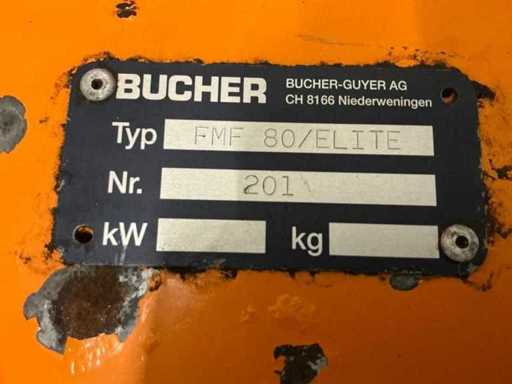 BUCHER BUCHER-GUYER AG
CH 8166 Niederweningen
Typ FMF 80/ELITE
Nr. 201
kW kg